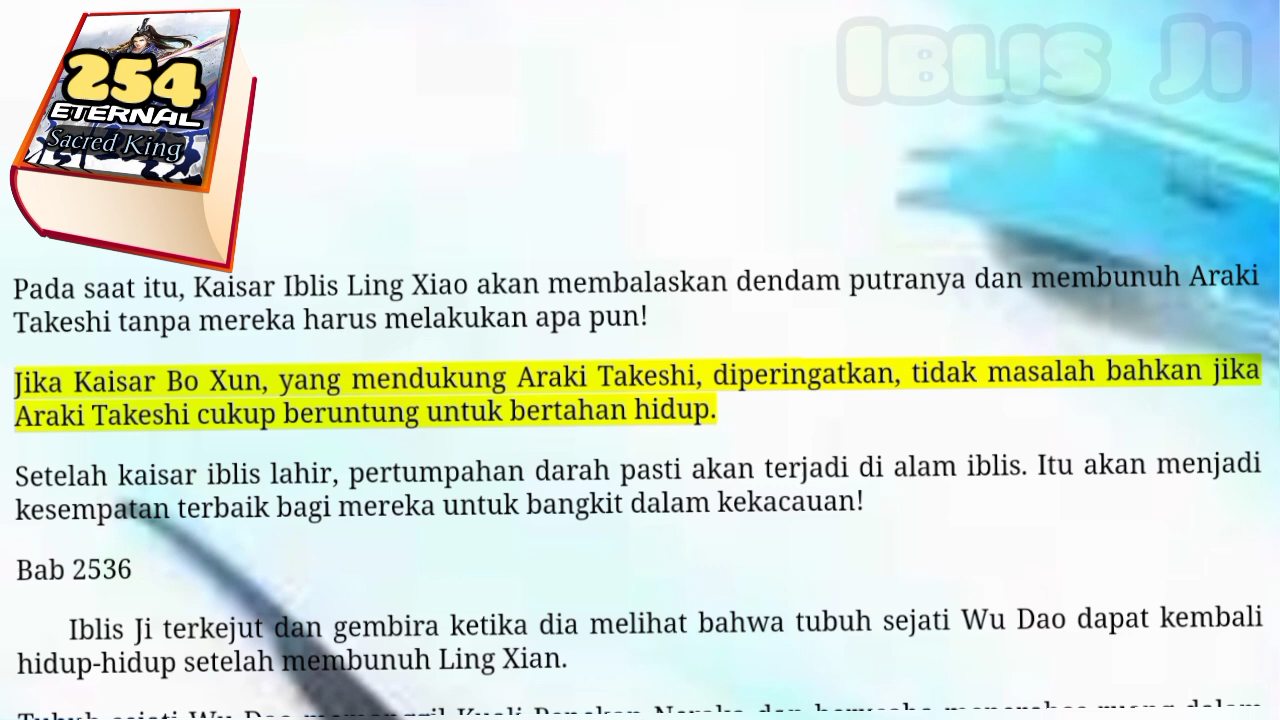 254
ETERNAL
Sacred King
Iblis Ji
Pada saat itu, Kaisar Iblis Ling Xiao akan membalaskan dendam putranya dan membunuh Araki
Takeshi tanpa mereka harus melakukan apa pun!
Jika Kaisar Bo Xun, yang mendukung Araki Takeshi, diperingatkan, tidak masalah bahkan jika
Araki Takeshi cukup beruntung untuk bertahan hidup.
Setelah kaisar iblis lahir, pertumpahan darah pasti akan terjadi di alam iblis. Itu akan menjadi
kesempatan terbaik bagi mereka untuk bangkit dalam kekacauan!
Bab 2536
Iblis Ji terkejut dan gembira ketika dia melihat bahwa tubuh sejati Wu Dao dapat kembali
hidup-hidup setelah membunuh Ling Xian.